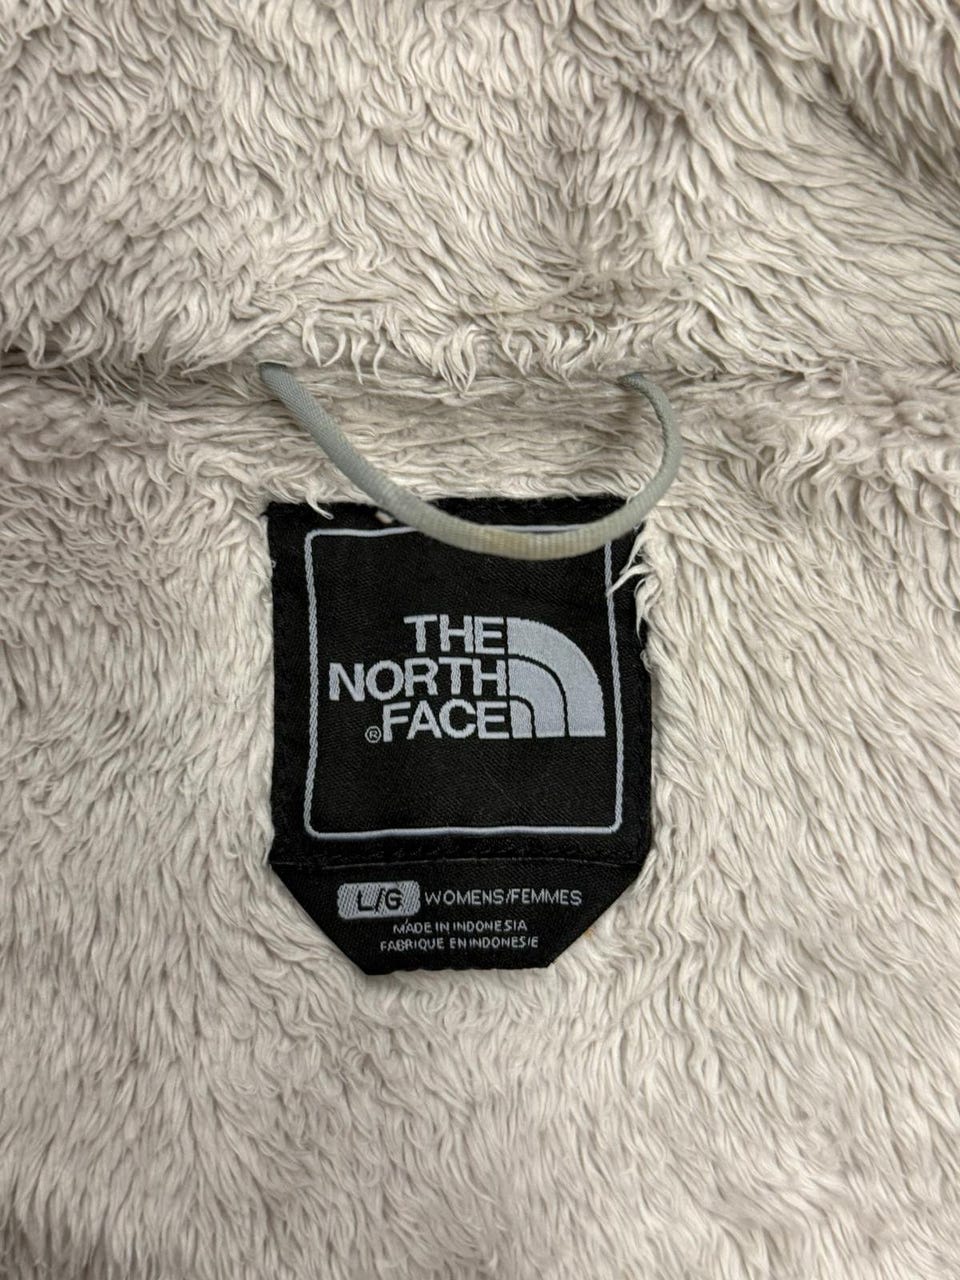 THE
NORTH
®FACE
L/G WOMENS/FEMMES
MADE IN INDONESIA
FABRIQUE EN INDONESIE